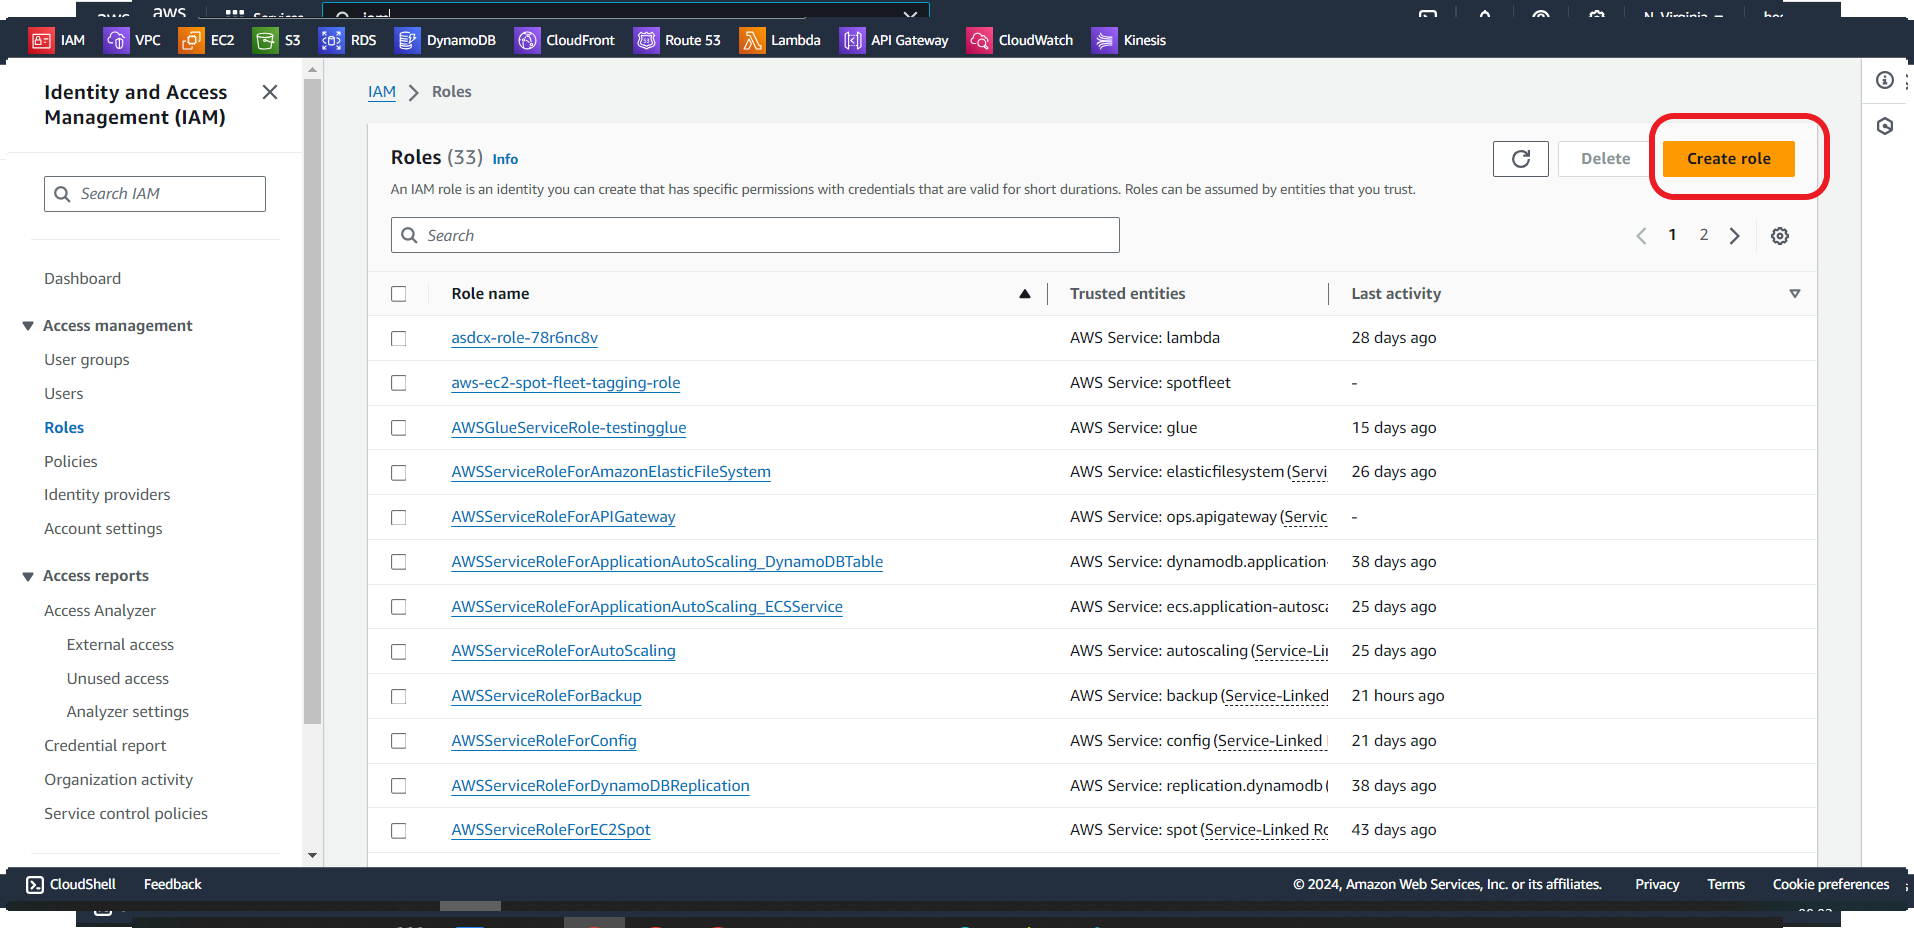 aws
IAM VPC EC2 S3 RDS DynamoDB CloudFront Route 53 Lambda API Gateway CloudWatch Kinesis
Identity and Access
Management (IAM)
Search IAM
Dashboard
Access management
User groups
Users
Roles
Policies
Identity providers
Account settings
Access reports
Access Analyzer
External access
Unused access
Analyzer settings
Credential report
Organization activity
Service control policies
IAM > Roles
Roles (33) Info
Delete
Create role
An IAM role is an identity you can create that has specific permissions with credentials that are valid for short durations. Roles can be assumed by entities that you trust.
Search
1 2
Role name Trusted entities Last activity
asdcx-role-78r6nc8v AWS Service: lambda 28 days ago
aws-ec2-spot-fleet-tagging-role AWS Service: spotfleet -
AWSGlueServiceRole-testingglue AWS Service: glue 15 days ago
AWSServiceRoleForAmazonElasticFileSystem AWS Service: elasticfilesystem (Servi 26 days ago
AWSServiceRoleForAPIGateway AWS Service: ops.apigateway (Servic -
AWSServiceRoleForApplicationAutoScaling_DynamoDBTable AWS Service: dynamodb.application- 38 days ago
AWSServiceRoleForApplicationAutoScaling_ECSService AWS Service: ecs.application-autosca 25 days ago
AWSServiceRoleForAutoScaling AWS Service: autoscaling (Service-Lin 25 days ago
AWSServiceRoleForBackup AWS Service: backup (Service-Linked 21 hours ago
AWSServiceRoleForConfig AWS Service: config (Service-Linked 21 days ago
AWSServiceRoleForDynamoDBReplication AWS Service: replication.dynamodb ( 38 days ago
AWSServiceRoleForEC2Spot AWS Service: spot (Service-Linked Ro 43 days ago
CloudShell Feedback © 2024, Amazon Web Services, Inc. or its affiliates. Privacy Terms Cookie preferences